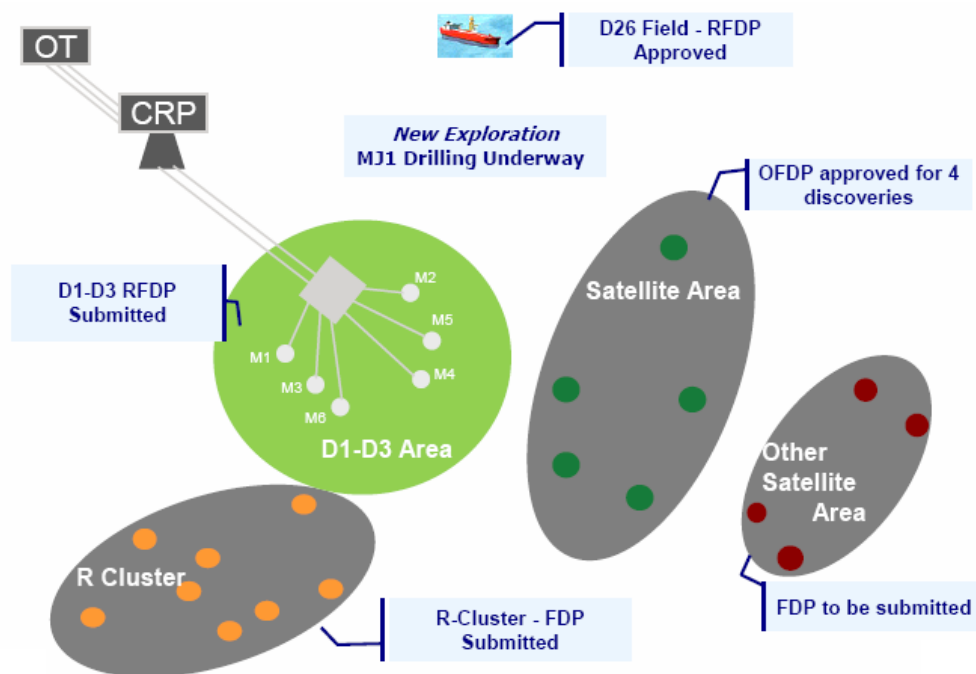 OT
D26 Field - RFDP
Approved
CRP
New Exploration
MJ1 Drilling Underway
OFDP approved for 4
discoveries
D1-D3 RFDP
Submitted
M2
M5
M1
M3
M4
M6
D1-D3 Area
Satellite Area
Other
Satellite
Area
R Cluster
FDP to be submitted
R-Cluster - FDP
Submitted